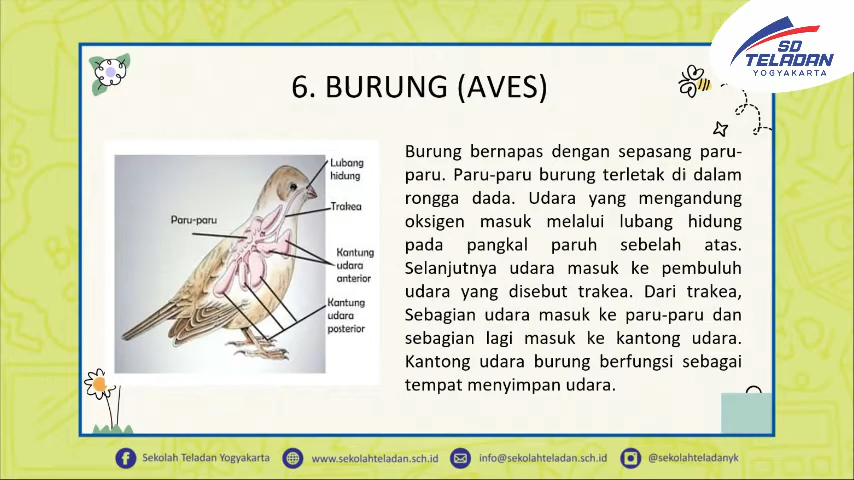 SD
TELADAN
YOGYAKARTA
6. BURUNG (AVES)
Lubang
hidung
Trakea
Paru-paru
Kantung
udara
anterior
Kantung
udara
posterior
Burung bernapas dengan sepasang paru-
paru. Paru-paru burung terletak di dalam
rongga dada. Udara yang mengandung
oksigen masuk melalui lubang hidung
pada pangkal paruh sebelah atas.
Selanjutnya udara masuk ke pembuluh
udara yang disebut trakea. Dari trakea,
Sebagian udara masuk ke paru-paru dan
sebagian lagi masuk ke kantong udara.
Kantong udara burung berfungsi sebagai
tempat menyimpan udara.
Sekolah Teladan Yogyakarta
www.sekolahteladan.sch.id
info@sekolahteladan.sch.id
@sekolahteladanyk